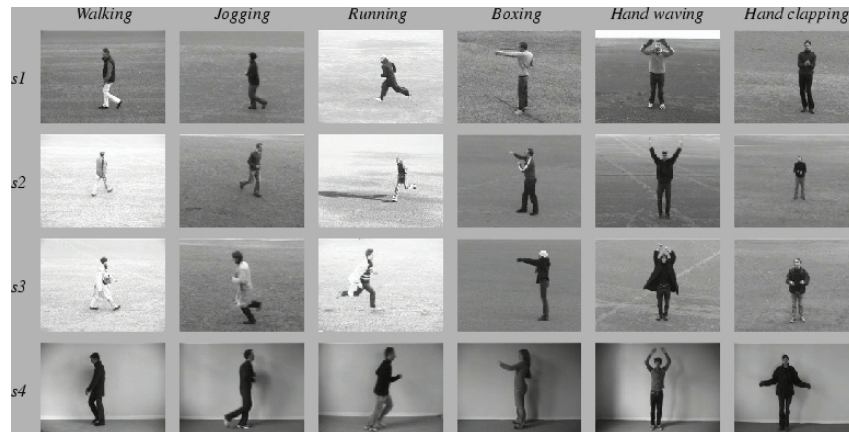 Walking Jogging Running Boxing Hand waving Hand clapping
s1
s2
s3
s4